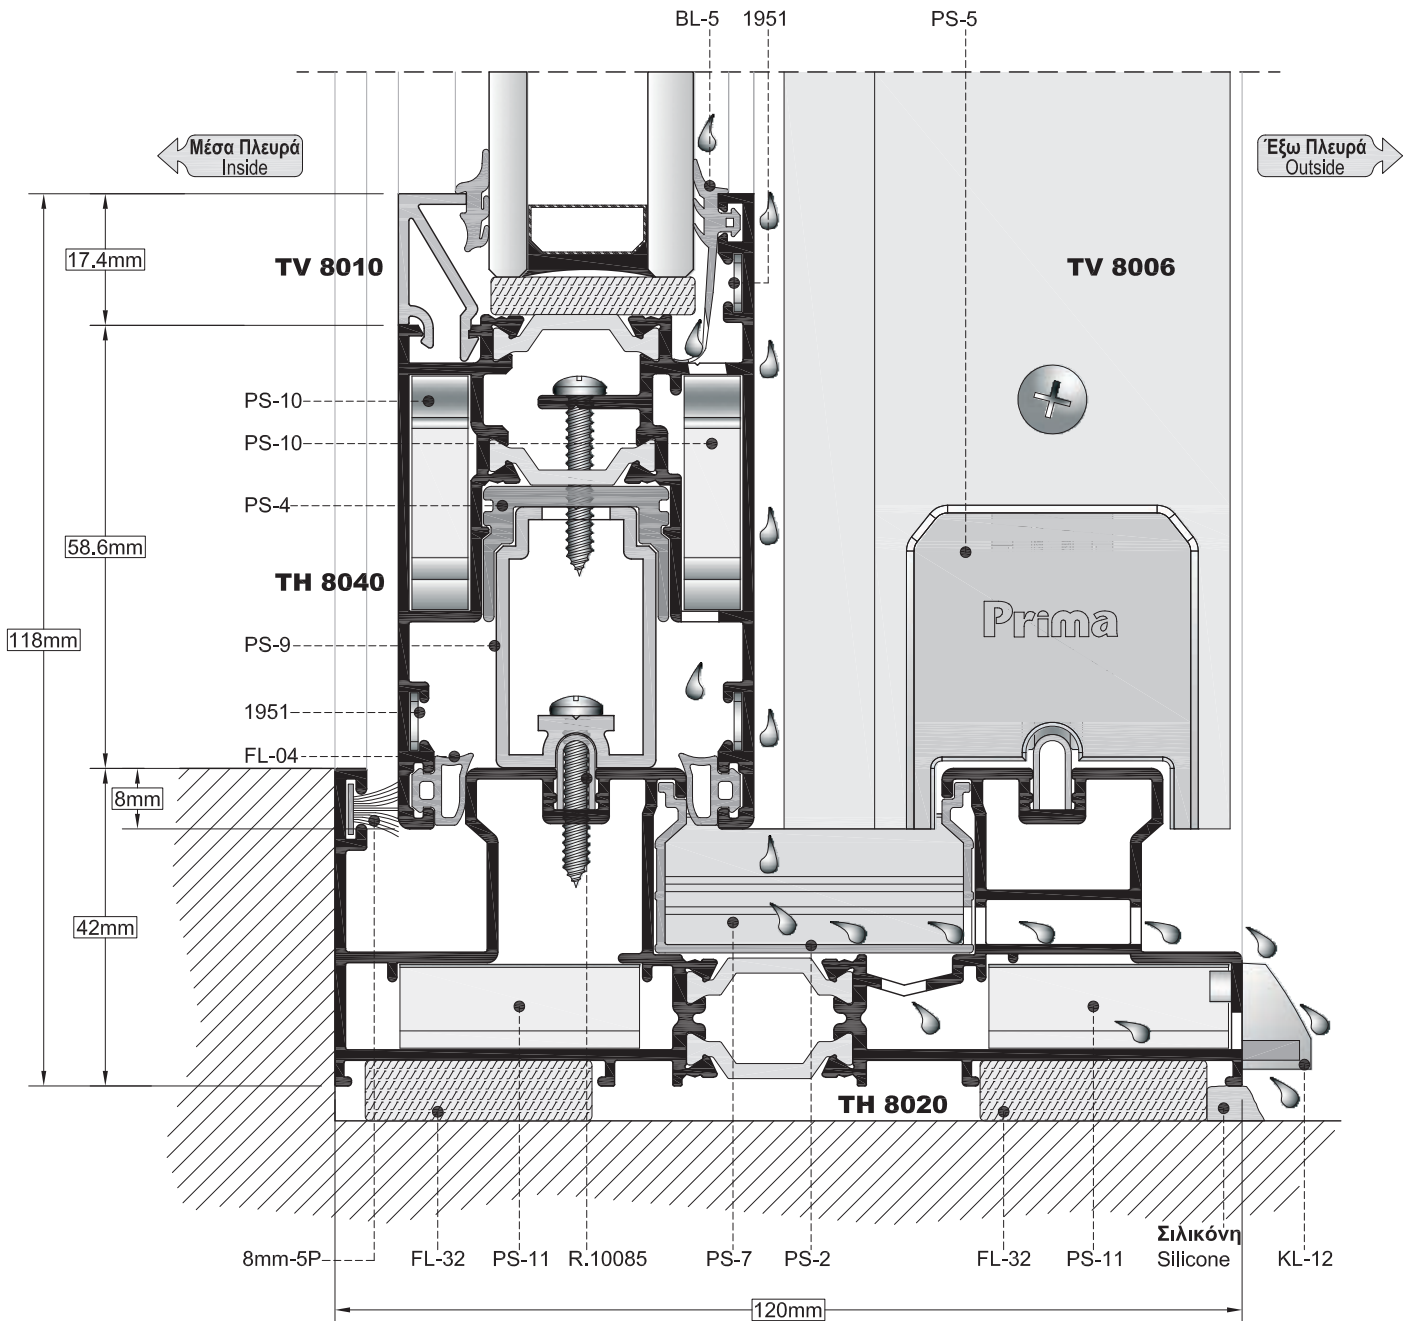 BL-5 1951 PS-5
Μέσα Πλευρά
Inside
Έξω Πλευρά
Outside
17.4mm
TV 8010
TV 8006
PS-10
PS-10
PS-4
58.6mm
TH 8040
Prima
118mm
PS-9
1951
FL-04
8mm
42mm
TH 8020
Σιλικόνη
8mm-5P FL-32 PS-11 R.10085 PS-7 PS-2 FL-32 PS-11 Silicone KL-12
120mm